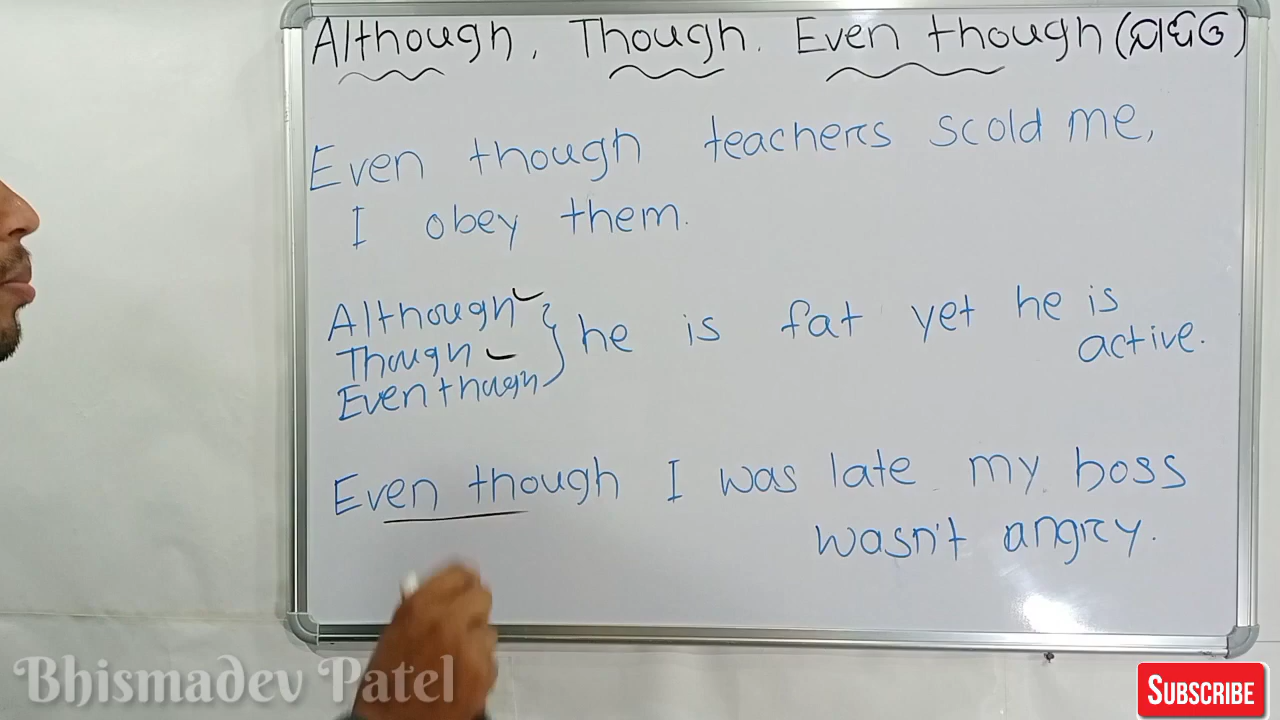 Although, Though. Even though (ଯଦିଓ)
Even though teachers scold me,
I obey them.
Although
Though
Even though
he is fat yet he is
active.
Even though I was late my boss
wasn't angry.
Bhismadev Patel
SUBSCRIBE